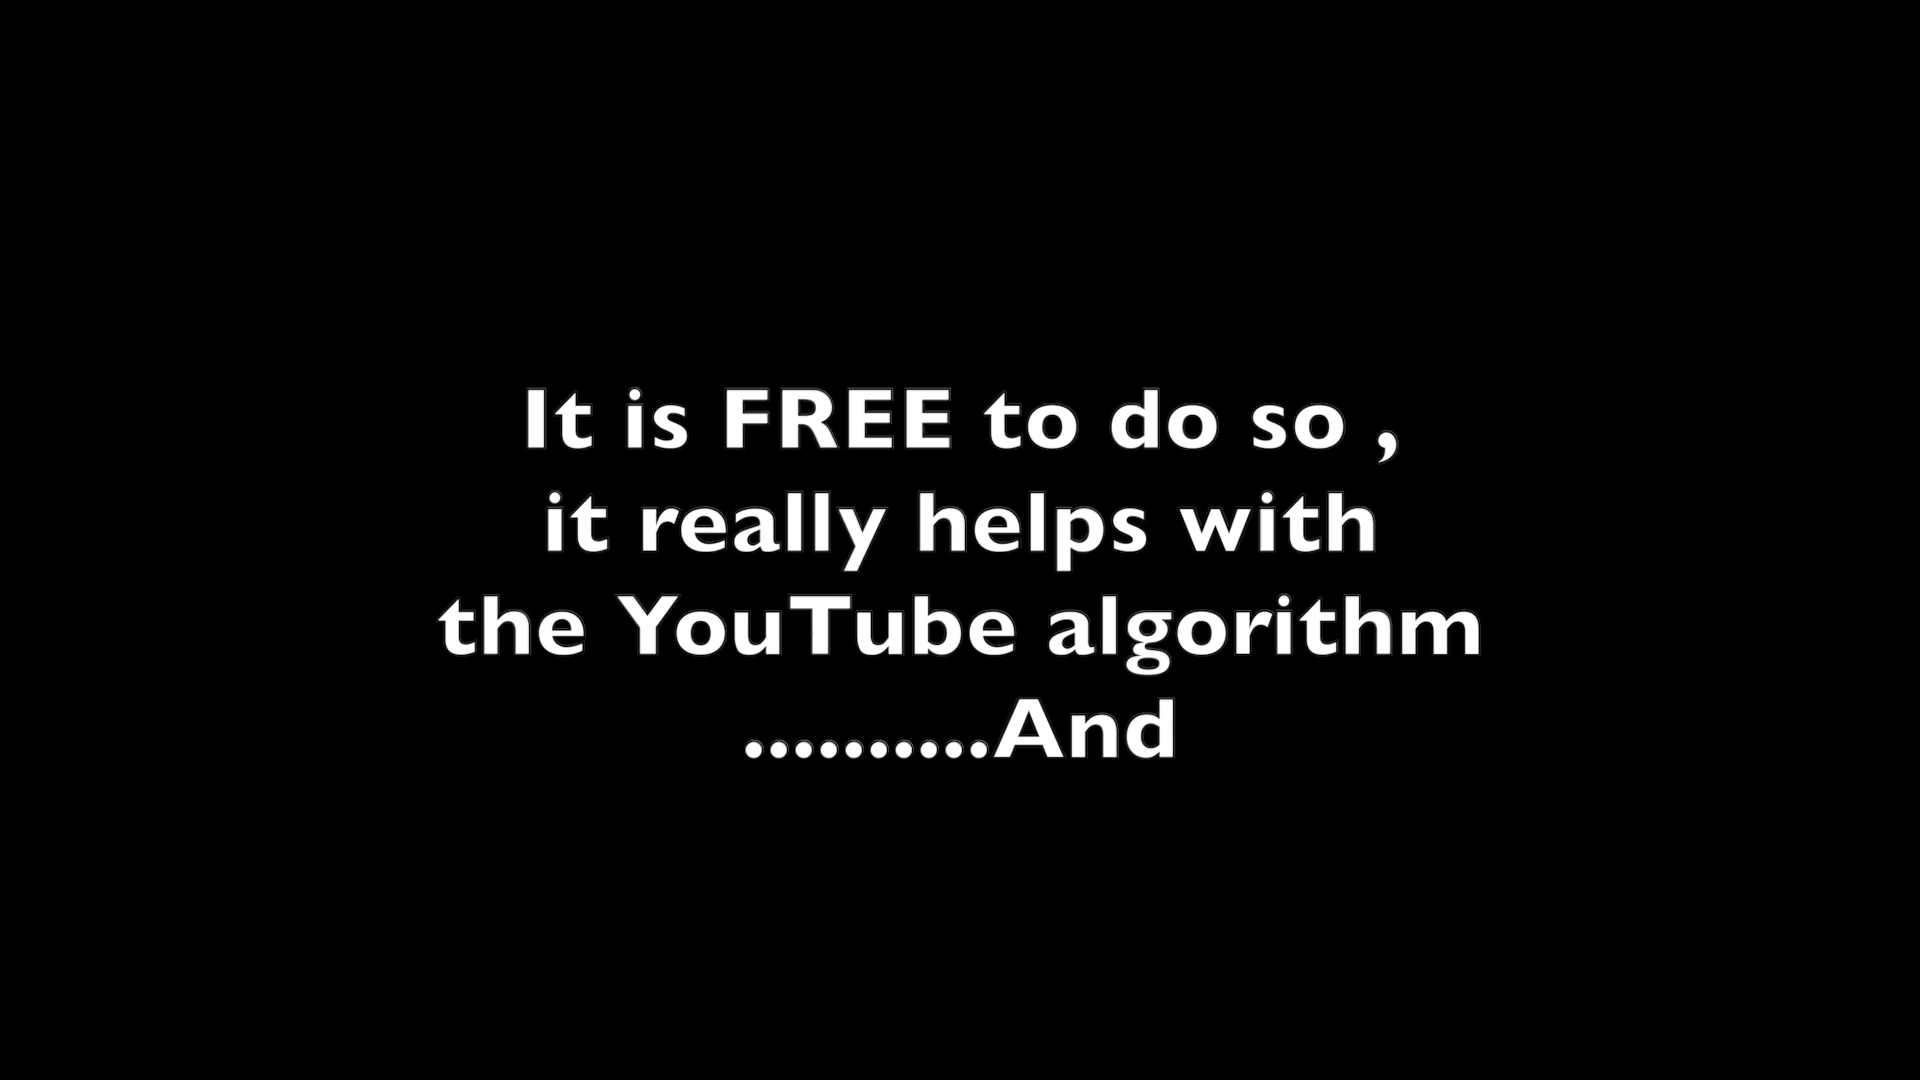 It is FREE to do so ,
it really helps with
the YouTube algorithm
..........And